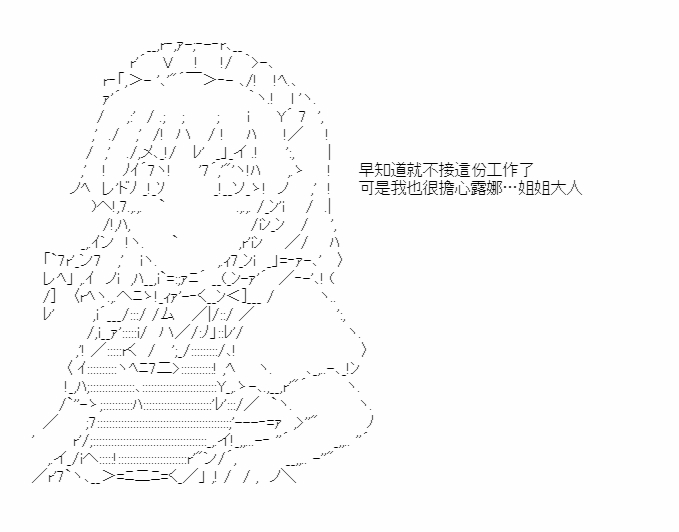 早知道就不接這份工作了
可是我也很擔心露娜…姐姐大人